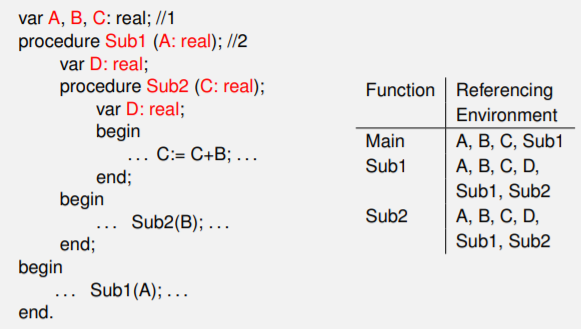 var A, B, C: real; //1
procedure Sub1 (A: real); //2
var D: real;
procedure Sub2 (C: real);
var D: real;
begin
... C:= C+B; ...
end;
begin
... Sub2(B); ...
end;
begin
... Sub1(A); ...
end.
Function Referencing
Environment
Main A, B, C, Sub1
Sub1 A, B, C, D,
Sub1, Sub2
Sub2 A, B, C, D,
Sub1, Sub2